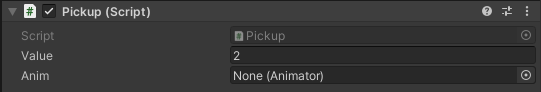 Pickup (Script)
Script Pickup
Value 2
Anim None (Animator)